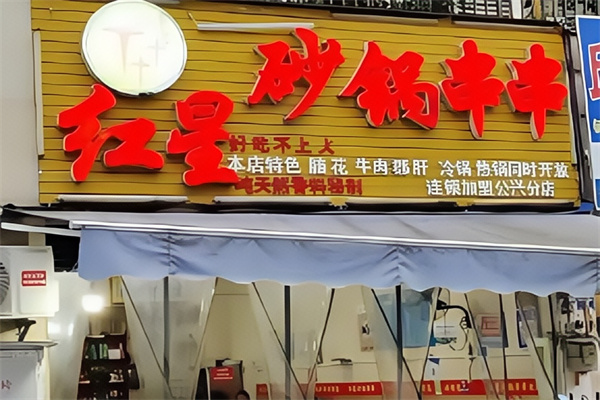 红星
砂锅串串
好吃不上火
本店特色 脑花 牛肉 郡肝
冷锅 烧锅同时开放
纯天然香料秘制
连锁加盟公兴分店